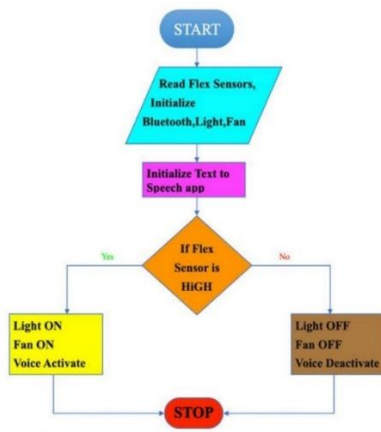 START
Read Flex Sensors,
Initialize
Bluetooth,Light,Fan
Initialize Text to
Speech app
If Flex
Sensor is
HiGH
Yes
No
Light ON
Fan ON
Voice Activate
Light OFF
Fan OFF
Voice Deactivate
STOP